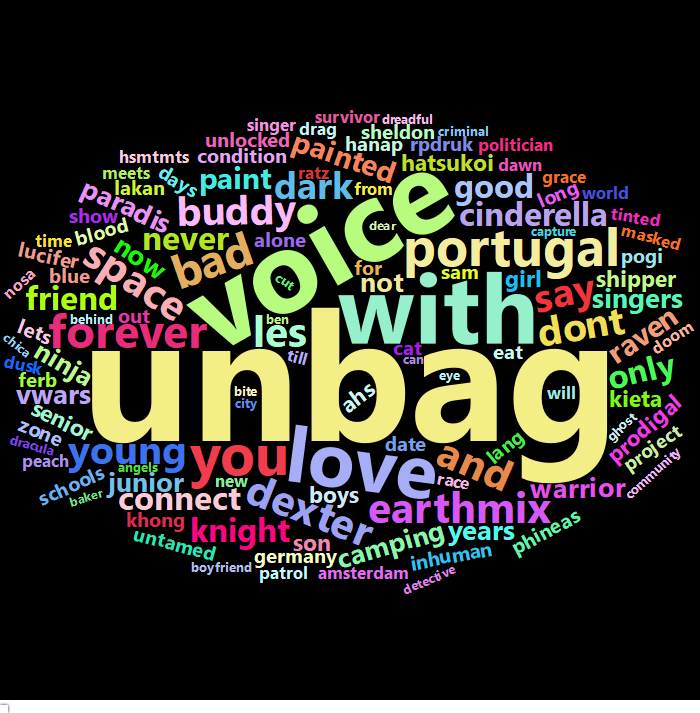 survivor
dreadful
singer
drag
sheldon
criminal
unlocked
hanap
rpdruk
politician
hsmtmts
condition
painted
hatsukoi
dawn
meets
days
paint
dark
ratz
from
good
grace
long
world
lakan
paradis
buddy
voice
cinderella
tinted
show
blood
never
bad
alone
dear
portugal
capture
masked
time
now
space
for
not
sam
girl
pogi
lucifer
blue
cut
with
say
shipper
singers
nosa
friend
forever
out
behind
les
ben
dont
raven
doom
lets
chica
ninja
unbag
till
cat
can
eat
only
dusk
ferb
vwars
bite
city
ahs
eye
will
kieta
prodigal
ghost
senior
zone
dracula
peach
young
you
love
date
and
lang
project
community
schools
baker
angels
junior
new
connect
dexter
boys
race
earthmix
warrior
khong
knight
son
camping
years
phineas
untamed
germany
inhuman
boyfriend
patrol
amsterdam
detective